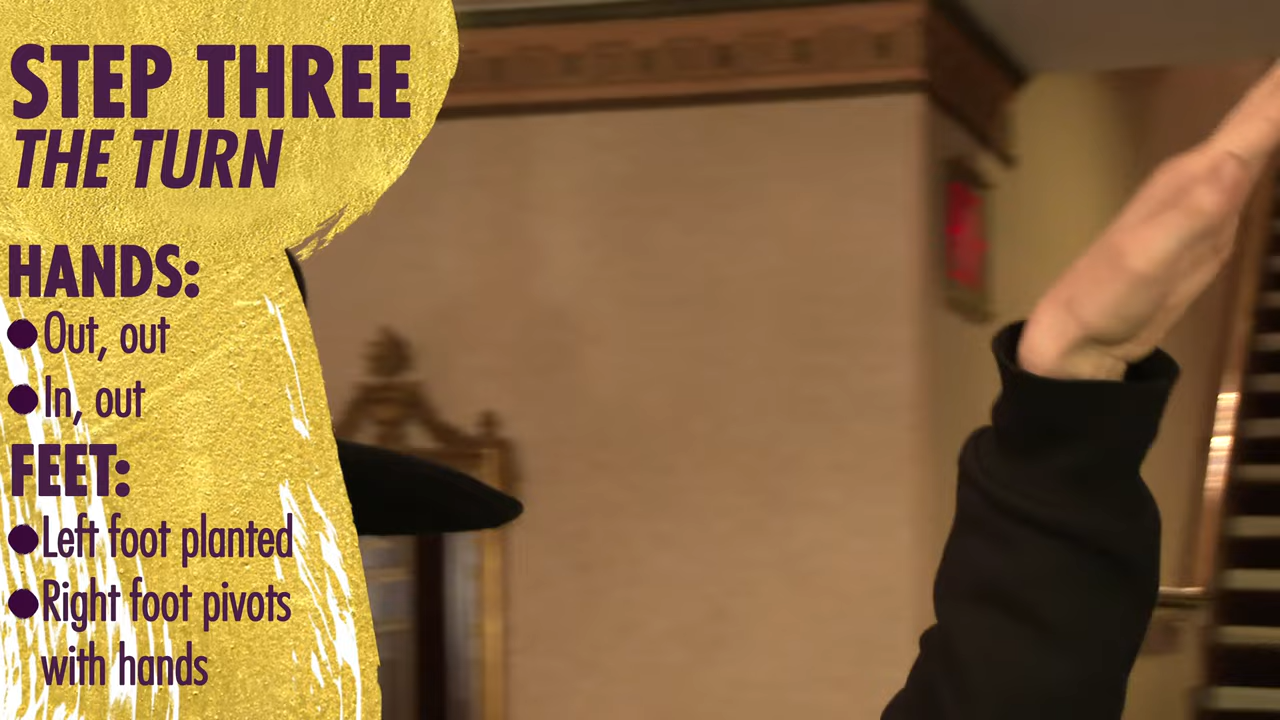 STEP THREE
THE TURN
HANDS:
● Out, out
● In, out
FEET:
● Left foot planted
● Right foot pivots
with hands